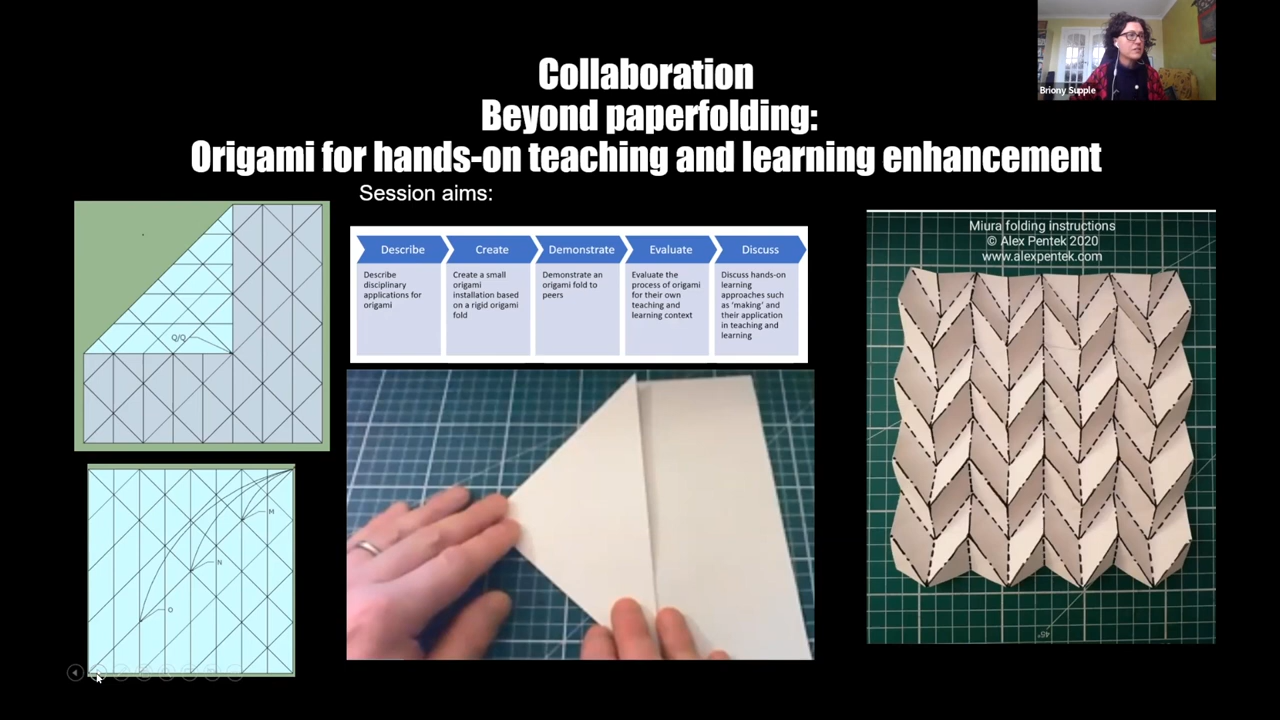 Collaboration
Beyond paperfolding:
Origami for hands-on teaching and learning enhancement
Briony Supple
Session aims:
Describe
Describe
disciplinary
applications for
origami
Create
Create a small
origami
installation based
on a rigid origami
fold
Demonstrate
Demonstrate an
origami fold to
peers
Evaluate
Evaluate the
process of origami
for their own
teaching and
learning context
Discuss
Discuss hands-on
learning
approaches such
as 'making' and
their application
in teaching and
learning
Miura folding instructions
© Alex Pentek 2020
www.alexpentek.com
Q/Q
M
N
O
45°